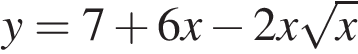 y = 7 + 6x − 2x√x